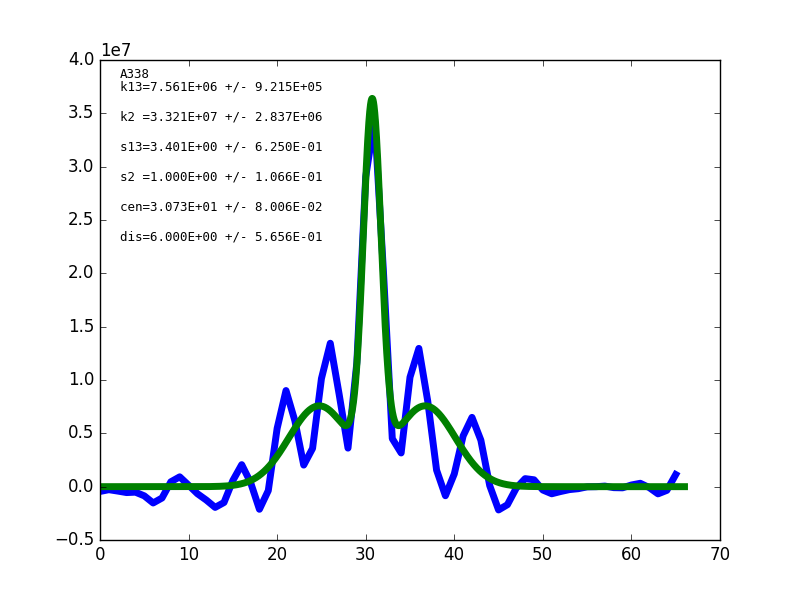 1e7
A338
k13=7.561E+06 +/- 9.215E+05
k2 =3.321E+07 +/- 2.837E+06
s13=3.401E+00 +/- 6.250E-01
s2 =1.000E+00 +/- 1.066E-01
cen=3.073E+01 +/- 8.006E-02
dis=6.000E+00 +/- 5.656E-01
4.0
3.5
3.0
2.5
2.0
1.5
1.0
0.5
0.0
−0.5
0 10 20 30 40 50 60 70